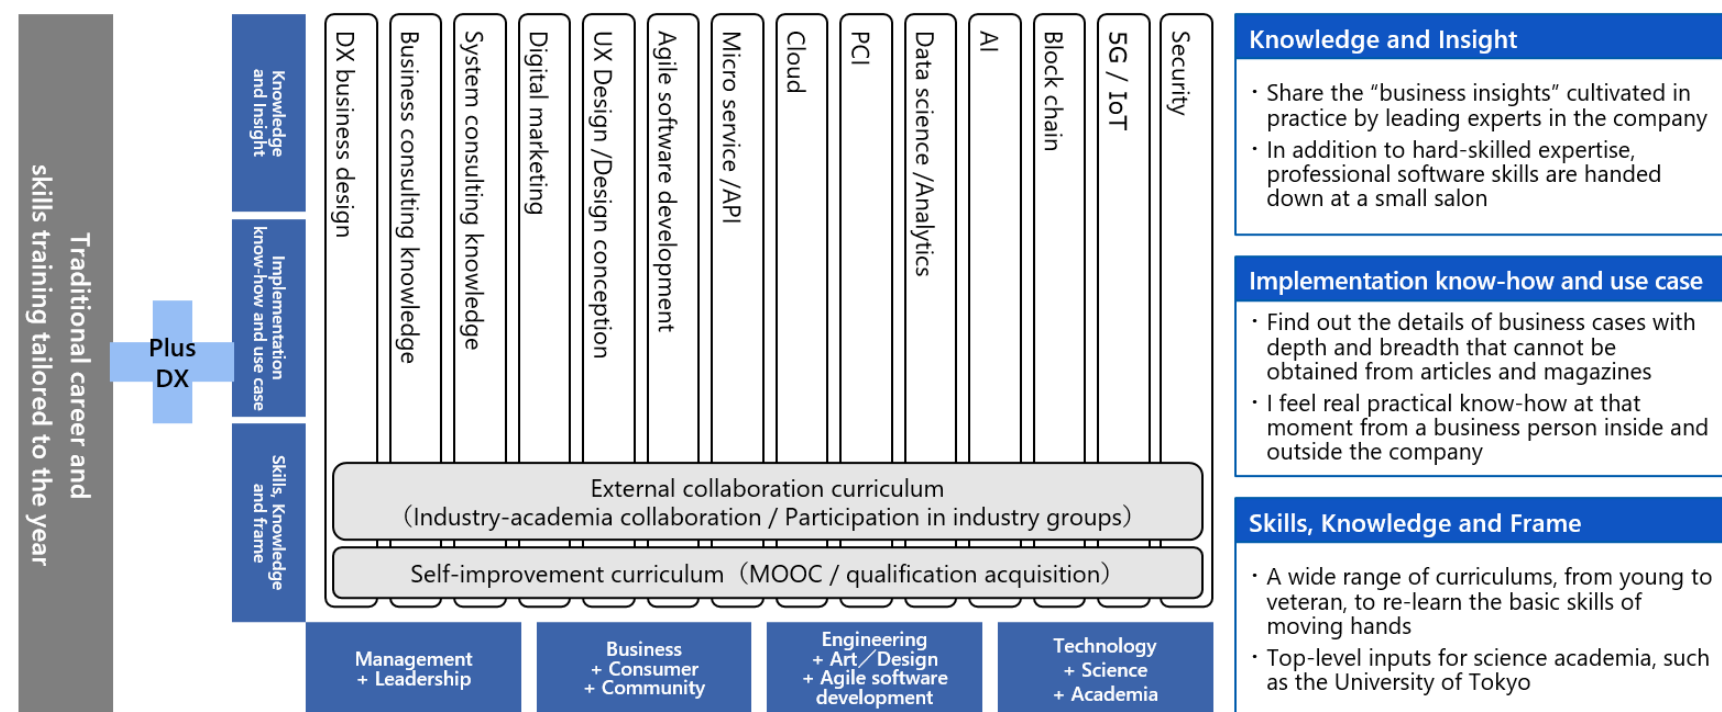 Traditional career and
skills training tailored to the year
Plus
DX
Knowledge
and Insight
Implementation
know-how and use case
Skills, Knowledge
and frame
DX business design
Business consulting knowledge
System consulting knowledge
Digital marketing
UX Design /Design conception
Agile software development
Micro service /API
Cloud
PCI
Data science /Analytics
AI
Block chain
5G / IoT
Security
External collaboration curriculum
（Industry-academia collaboration / Participation in industry groups）
Self-improvement curriculum（MOOC / qualification acquisition）
Management
+ Leadership
Business
+ Consumer
+ Community
Engineering
+ Art／Design
+ Agile software
development
Technology
+ Science
+ Academia
Knowledge and Insight
・Share the “business insights” cultivated in
practice by leading experts in the company
・In addition to hard-skilled expertise,
professional software skills are handed
down at a small salon
Implementation know-how and use case
・Find out the details of business cases with
depth and breadth that cannot be
obtained from articles and magazines
・I feel real practical know-how at that
moment from a business person inside and
outside the company
Skills, Knowledge and Frame
・A wide range of curriculums, from young to
veteran, to re-learn the basic skills of
moving hands
・Top-level inputs for science academia, such
as the University of Tokyo